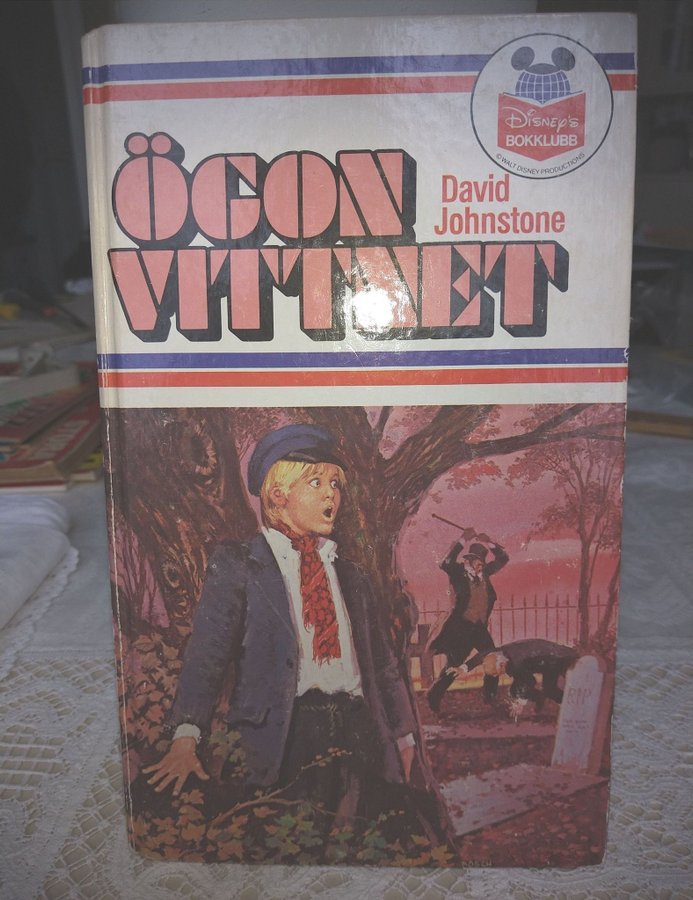 DISNEY'S
BOKKLUBB
©WALT DISNEY PRODUCTIONS
ÖGON
VITTNET
David
Johnstone